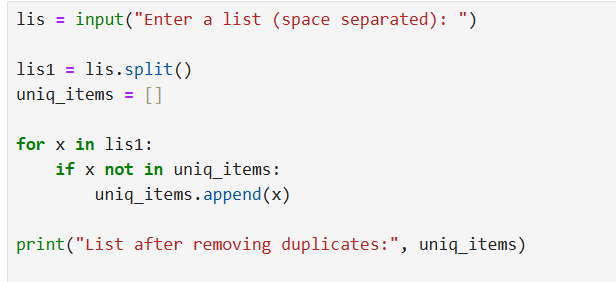 lis = input("Enter a list (space separated): ")
lis1 = lis.split()
uniq_items = []
for x in lis1:
    if x not in uniq_items:
        uniq_items.append(x)
print("List after removing duplicates:", uniq_items)